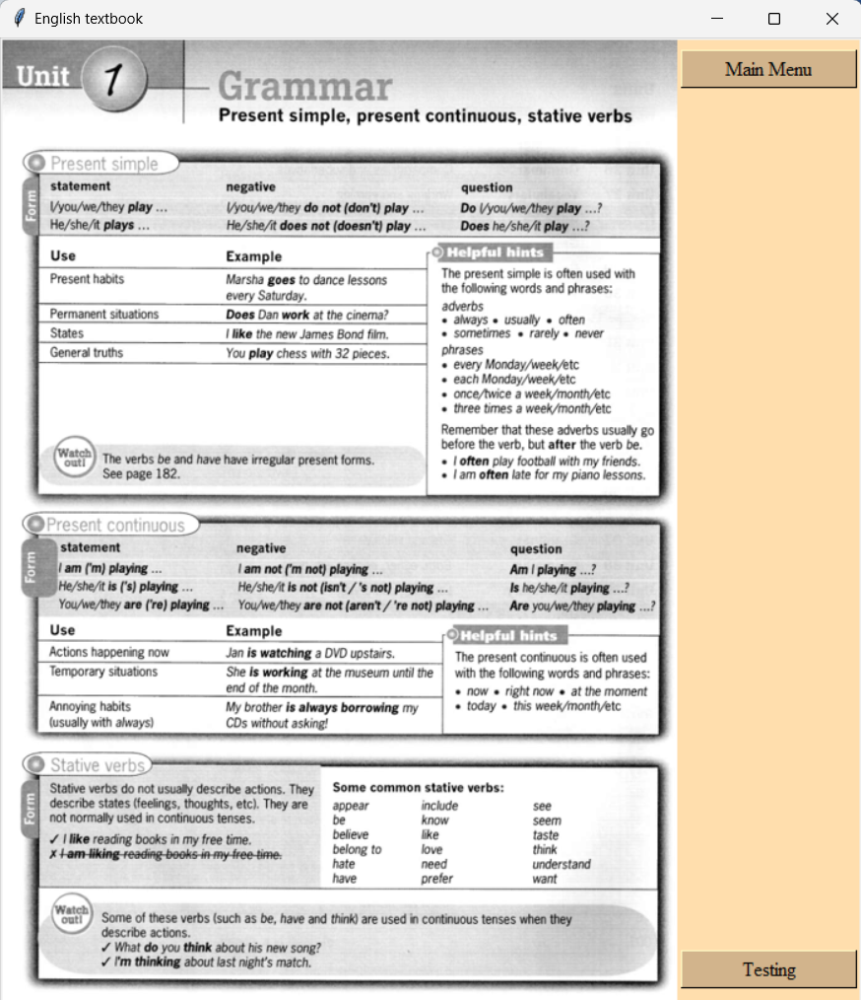 English textbook
Main Menu
Unit 1
Grammar
Present simple, present continuous, stative verbs
Present simple
Form
statement negative question
I/you/we/they play ... I/you/we/they do not (don't) play ... Do I/you/we/they play ...?
He/she/it plays ... He/she/it does not (doesn't) play ... Does he/she/it play ...?
Use Example
Present habits Marsha goes to dance lessons
every Saturday.
Permanent situations Does Dan work at the cinema?
States I like the new James Bond film.
General truths You play chess with 32 pieces.
Watch
out!
The verbs be and have have irregular present forms.
See page 182.
Helpful hints
The present simple is often used with
the following words and phrases:
adverbs
• always • usually • often
• sometimes • rarely • never
phrases
• every Monday/week/etc
• each Monday/week/etc
• once/twice a week/month/etc
• three times a week/month/etc
Remember that these adverbs usually go
before the verb, but after the verb be.
• I often play football with my friends.
• I am often late for my piano lessons.
Present continuous
Form
statement negative question
I am ('m) playing ... I am not ('m not) playing ... Am I playing ...?
He/she/it is ('s) playing ... He/she/it is not (isn't / 's not) playing ... Is he/she/it playing ...?
You/we/they are ('re) playing ... You/we/they are not (aren't / 're not) playing ... Are you/we/they playing ...?
Use Example
Actions happening now Jan is watching a DVD upstairs.
Temporary situations She is working at the museum until the
end of the month.
Annoying habits My brother is always borrowing my
(usually with always) CDs without asking!
Helpful hints
The present continuous is often used
with the following words and phrases:
• now • right now • at the moment
• today • this week/month/etc
Stative verbs
Form
Stative verbs do not usually describe actions. They
describe states (feelings, thoughts, etc). They are
not normally used in continuous tenses.
✓ I like reading books in my free time.
✗ I am liking reading books in my free time.
Some common stative verbs:
appear include see
be know seem
believe like taste
belong to love think
hate need understand
have prefer want
Watch
out!
Some of these verbs (such as be, have and think) are used in continuous tenses when they
describe actions.
✓ What do you think about his new song?
✓ I'm thinking about last night's match.
Testing